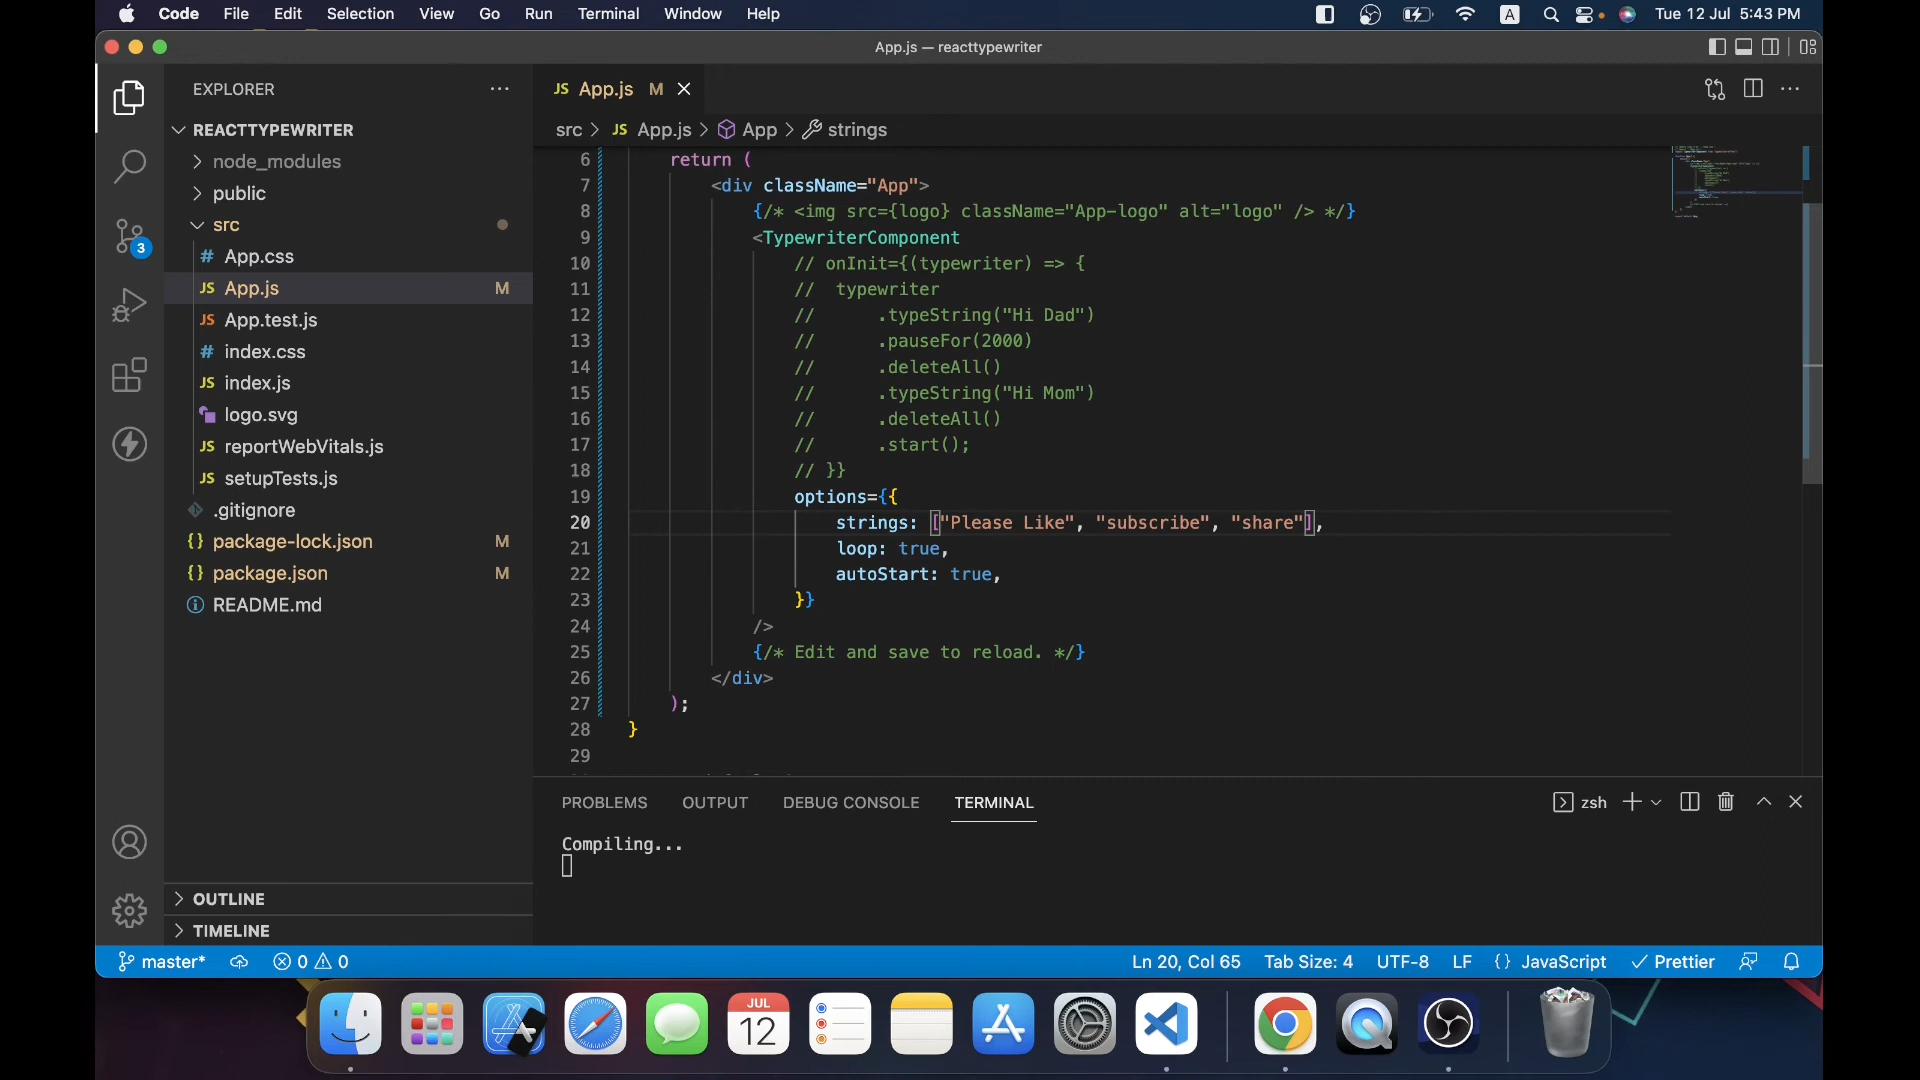 Code File Edit Selection View Go Run Terminal Window Help A Tue 12 Jul 5:43 PM
App.js — reacttypewriter
EXPLORER
JS App.js M
REACTTYPEWRITER
src > JS App.js > App > strings
node_modules
public
src
# App.css
JS App.js M
JS App.test.js
# index.css
JS index.js
logo.svg
JS reportWebVitals.js
JS setupTests.js
.gitignore
{} package-lock.json M
{} package.json M
README.md
3
OUTLINE
TIMELINE
6 return (
7 <div className="App">
8 {/* <img src={logo} className="App-logo" alt="logo" /> */}
9 <TypewriterComponent
10 // onInit={(typewriter) => {
11 // typewriter
12 // .typeString("Hi Dad")
13 // .pauseFor(2000)
14 // .deleteAll()
15 // .typeString("Hi Mom")
16 // .deleteAll()
17 // .start();
18 // }}
19 options={{
20 strings: ["Please Like", "subscribe", "share"],
21 loop: true,
22 autoStart: true,
23 }}
24 />
25 {/* Edit and save to reload. */}
26 </div>
27 );
28 }
29
PROBLEMS OUTPUT DEBUG CONSOLE TERMINAL zsh
Compiling...
master* 0 0 Ln 20, Col 65 Tab Size: 4 UTF-8 LF {} JavaScript Prettier
JUL
12